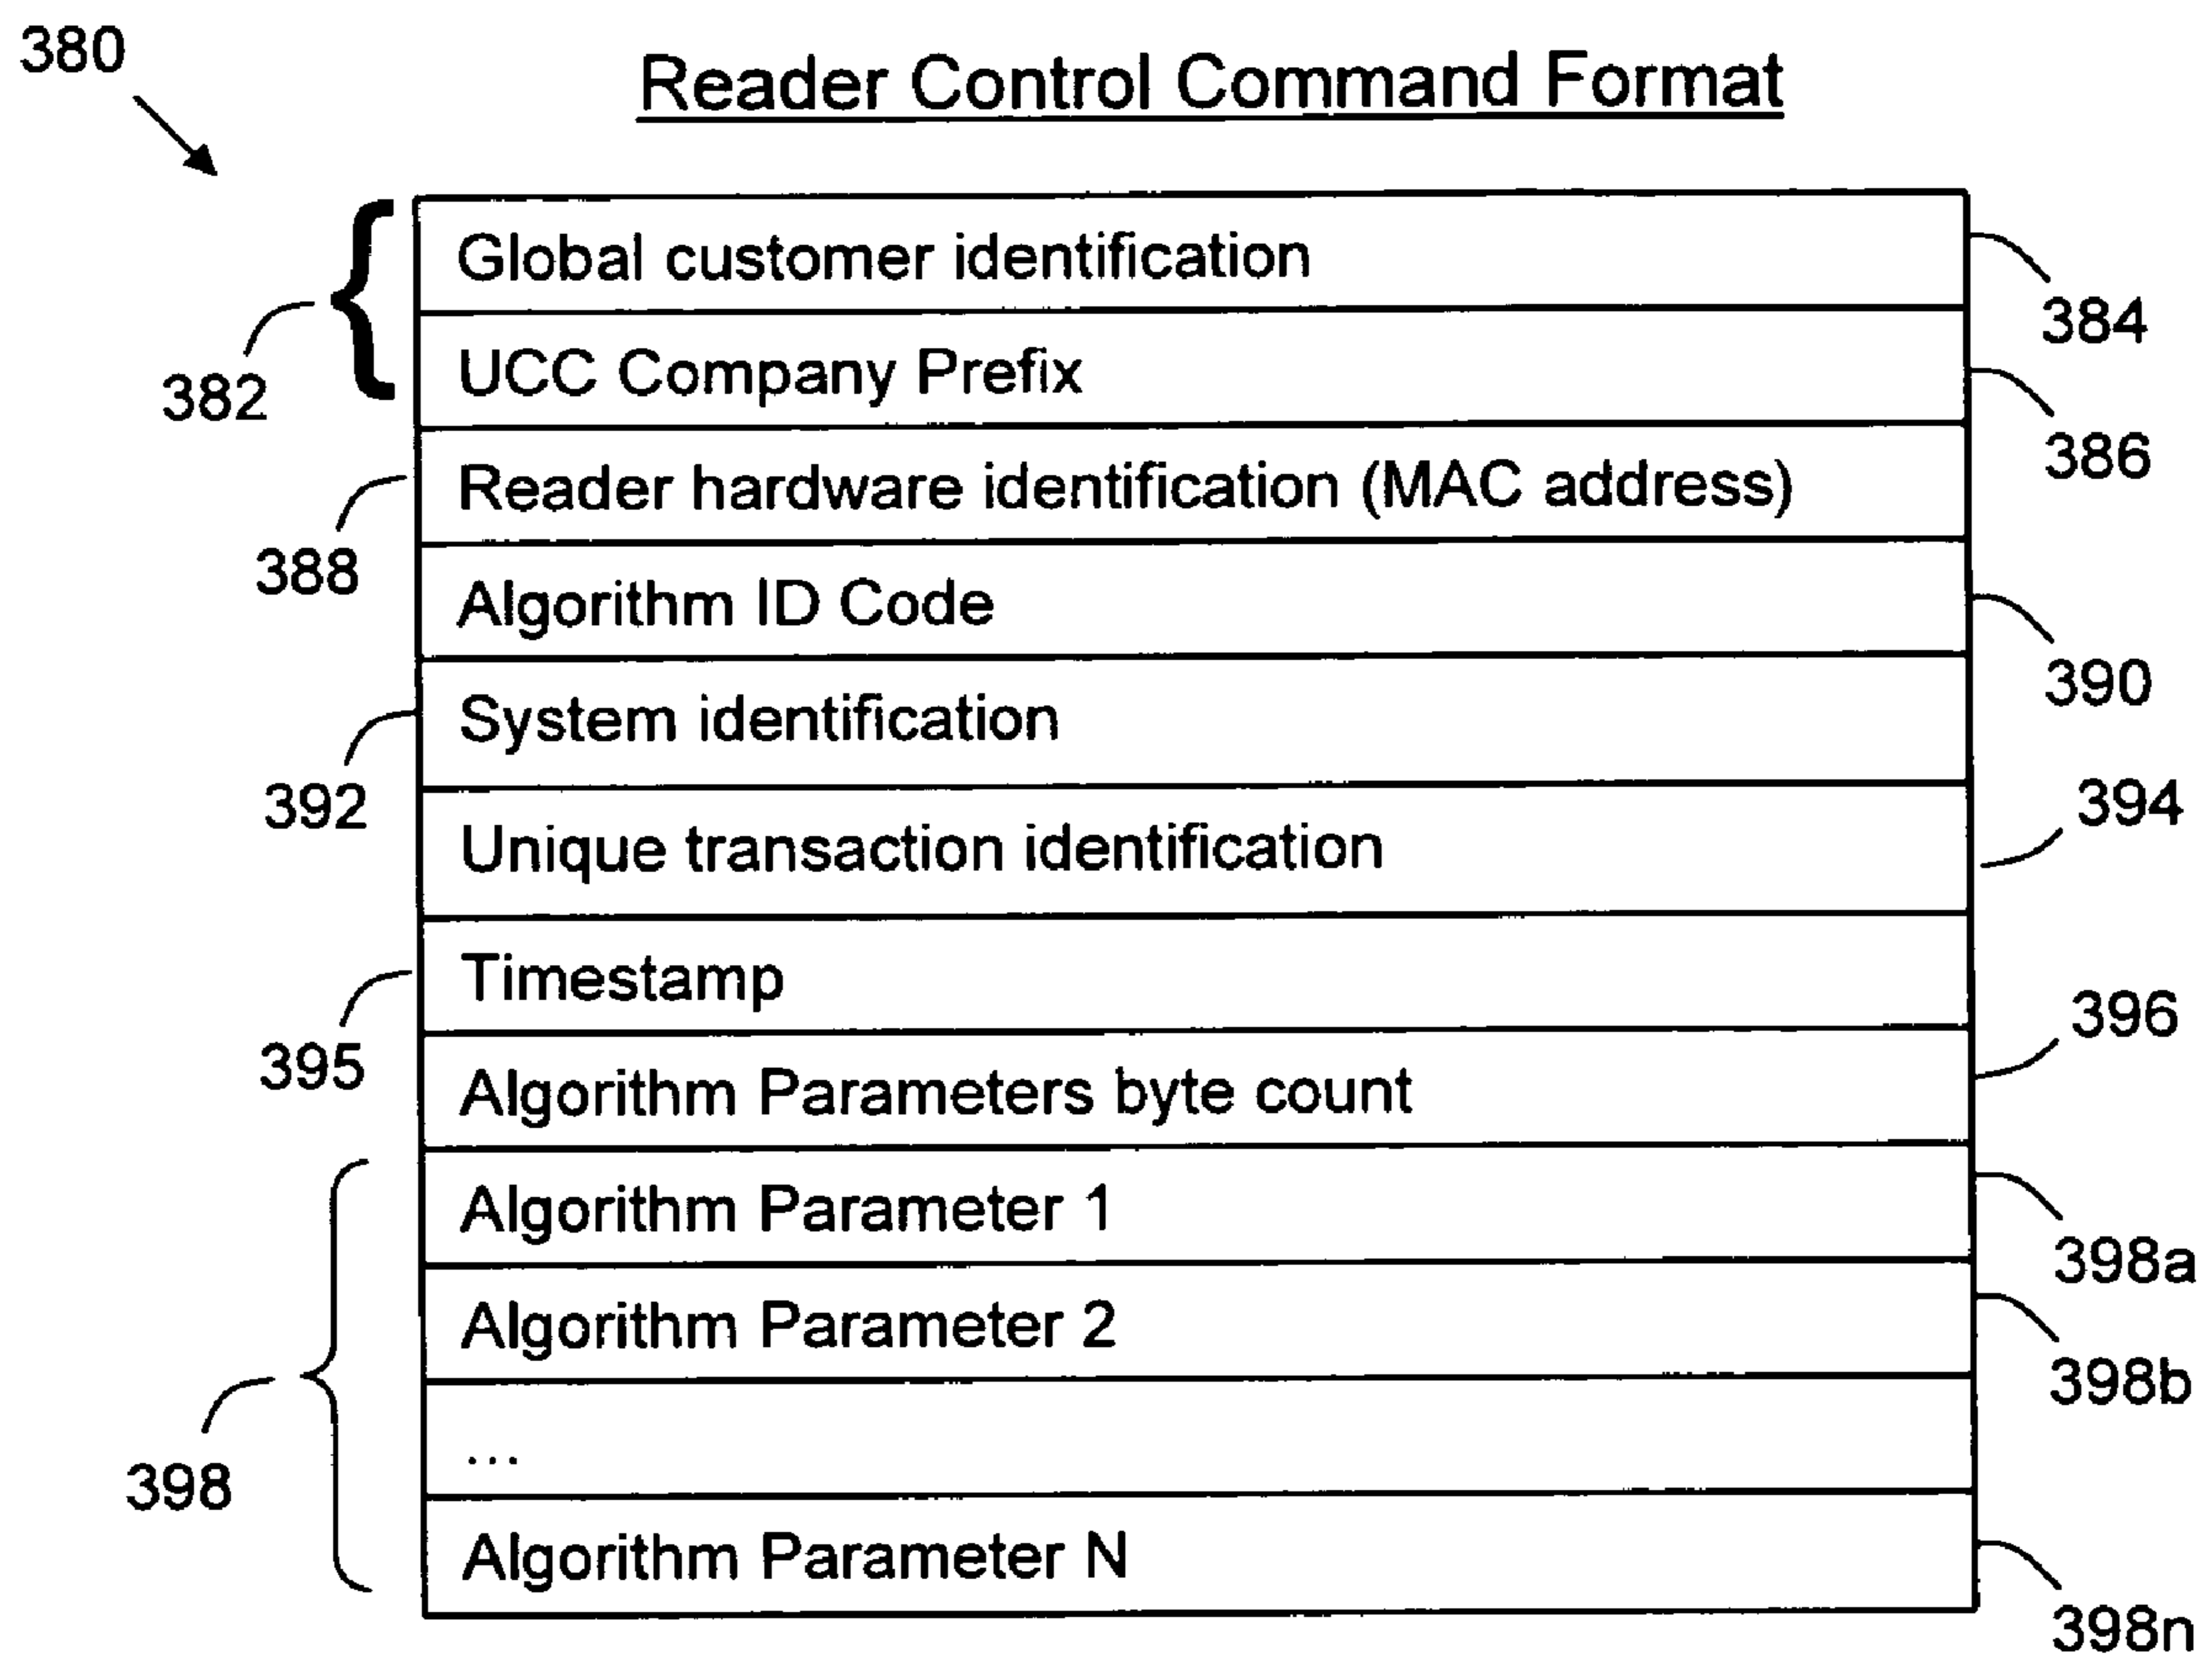 380
Reader Control Command Format
Global customer identification
384
UCC Company Prefix
382
386
Reader hardware identification (MAC address)
388
Algorithm ID Code
390
System identification
392
394
Unique transaction identification
Timestamp
395
396
Algorithm Parameters byte count
Algorithm Parameter 1
398a
Algorithm Parameter 2
398b
...
398
Algorithm Parameter N
398n